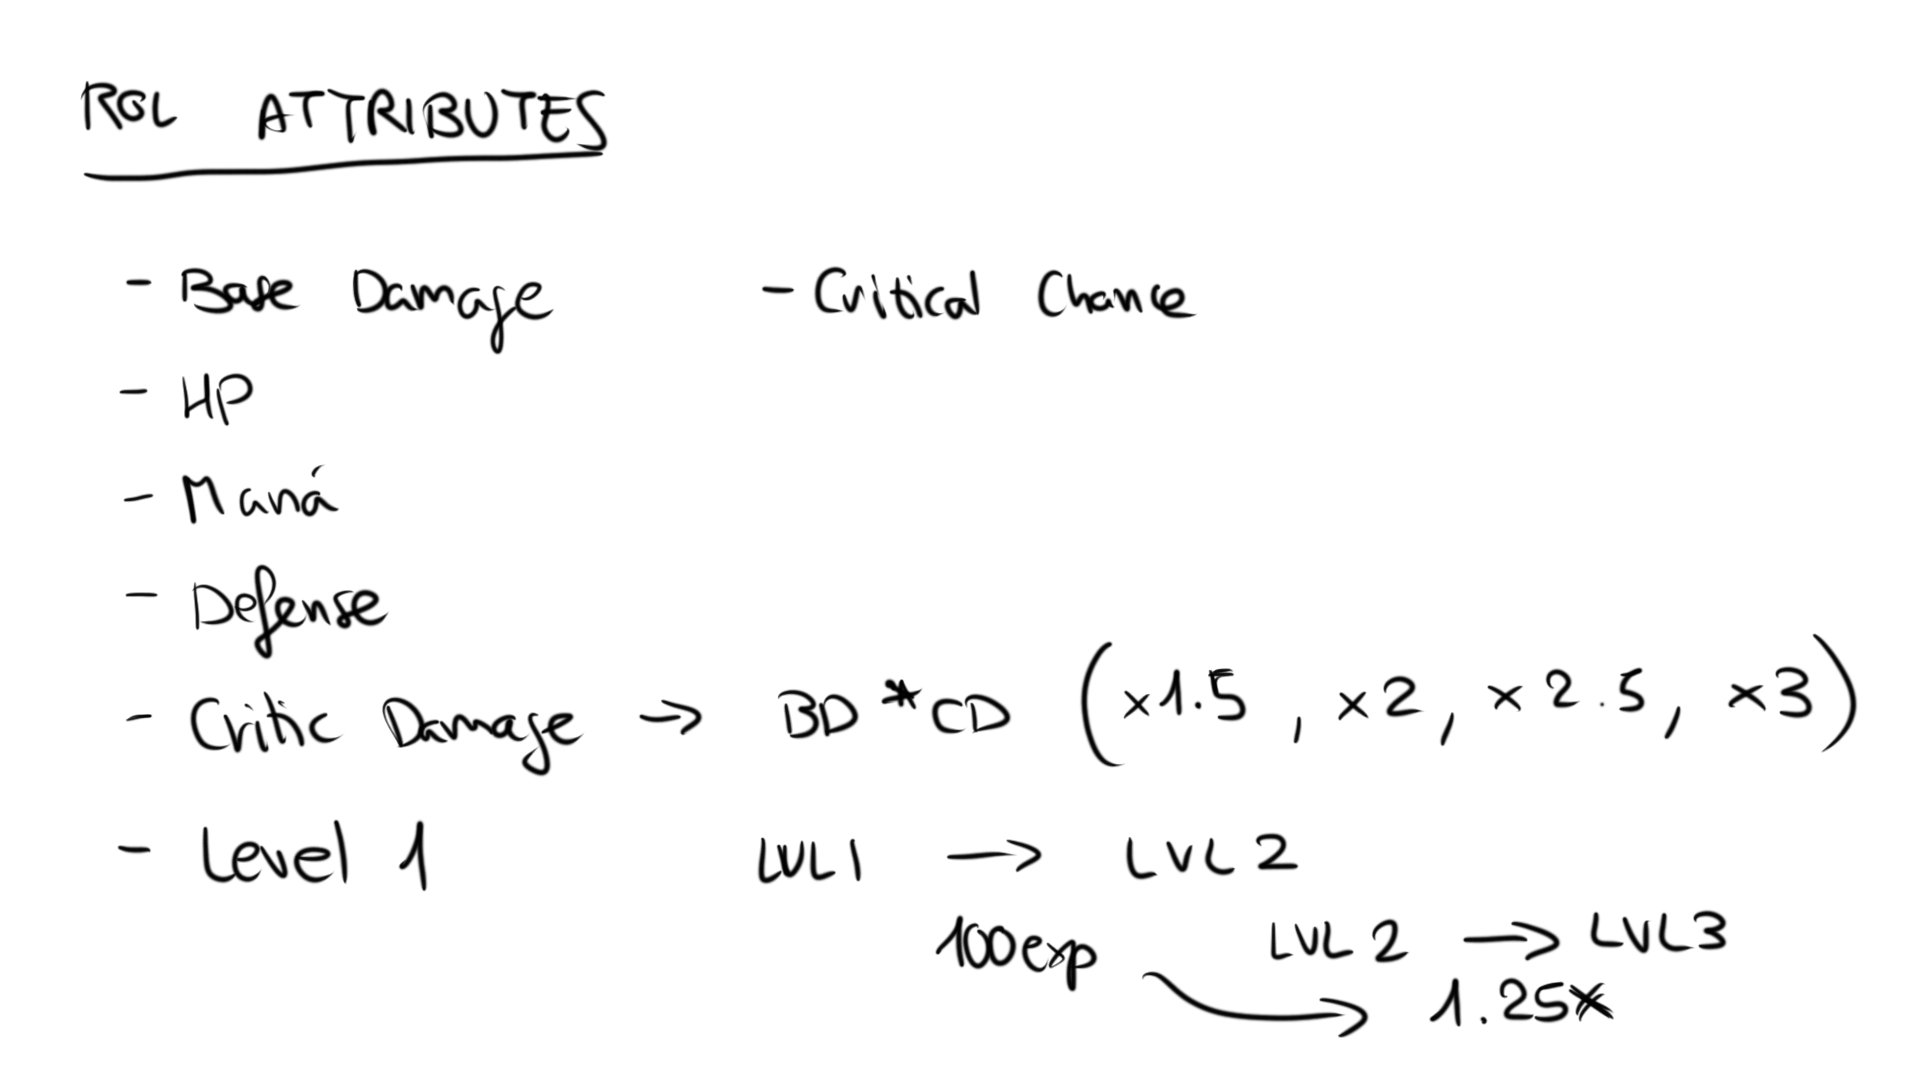 ROL ATTRIBUTES
- Base Damage - Critical Chance
- HP
- Maná
- Defense
- Critic Damage → BD * CD (x1.5, x2, x2.5, x3)
- Level 1 LVL1 → LVL2
100exp LVL2 → LVL3
→ 1.25*